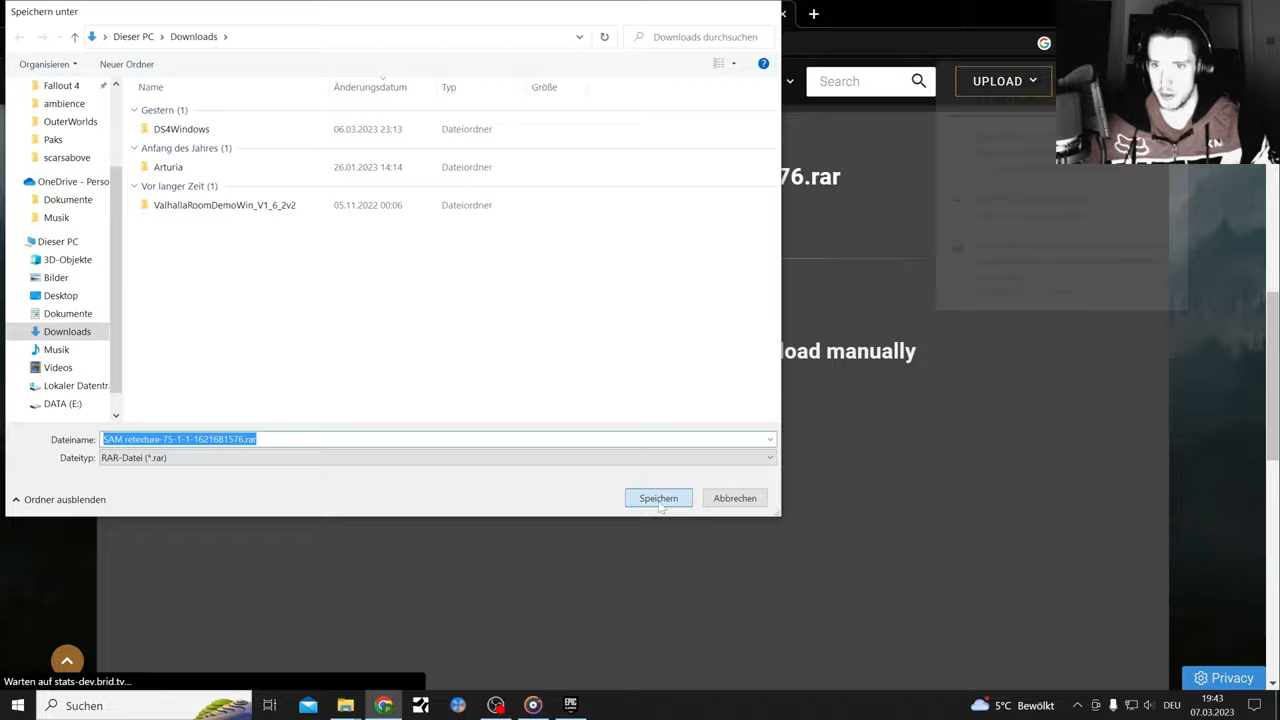 Speichern unter
Dieser PC
Downloads
Downloads durchsuchen
Organisieren
Neuer Ordner
Search
UPLOAD
Fallout 4
ambience
OuterWorlds
Paks
scarsabove
OneDrive - Perso
Dokumente
Musik
Dieser PC
3D-Objekte
Bilder
Desktop
Dokumente
Downloads
Musik
Videos
Lokaler Datentr
DATA (E:)
Name
Änderungsdatum
Typ
Größe
Gestern (1)
DS4Windows
06.03.2023 23:13
Dateiordner
Anfang des Jahres (1)
Arturia
26.01.2023 14:14
Dateiordner
Vor langer Zeit (1)
ValhallaRoomDemoWin_V1_6_2v2
05.11.2022 00:06
Dateiordner
76.rar
load manually
Dateiname:
SAM retexture-75-1-1-1621681576.rar
Dateityp:
RAR-Datei (*.rar)
Ordner ausblenden
Speichern
Abbrechen
Warten auf stats-dev.brid.tv...
Privacy
Suchen
EPIC GAMES
5°C Bewölkt
DEU
19:43
07.03.2023